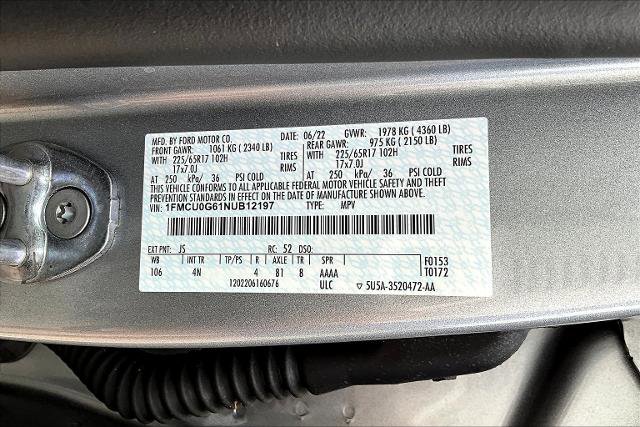 MFD. BY FORD MOTOR CO. 06/22 GVWR: 1978 KG ( 4360 LB)
FRONT GAWR: 1061 KG ( 2340 LB) REAR GAWR: 975 KG ( 2150 LB)
WITH 225/65R17 102H TIRES WITH 225/65R17 102H TIRES
17x7.0J RIMS 17x7.0J RIMS
AT 250 kPa/ 36 PSI COLD AT 250 kPa/ 36 PSI COLD
THIS VEHICLE CONFORMS TO ALL APPLICABLE FEDERAL MOTOR VEHICLE SAFETY AND BUMPER
STANDARDS IN EFFECT ON THE DATE OF MANUFACTURE SHOWN ABOVE.
VIN: 1FMCU0G61NUB12197 TYPE: MPV
EXT PNT: JS RC: 52 DSO:
WB INT TR TP/PS R AXLE TR SPR F0153
106 4N 4 81 8 AAAA T0172
1202206160676 ULC ▽ 5U5A-3520472-AA